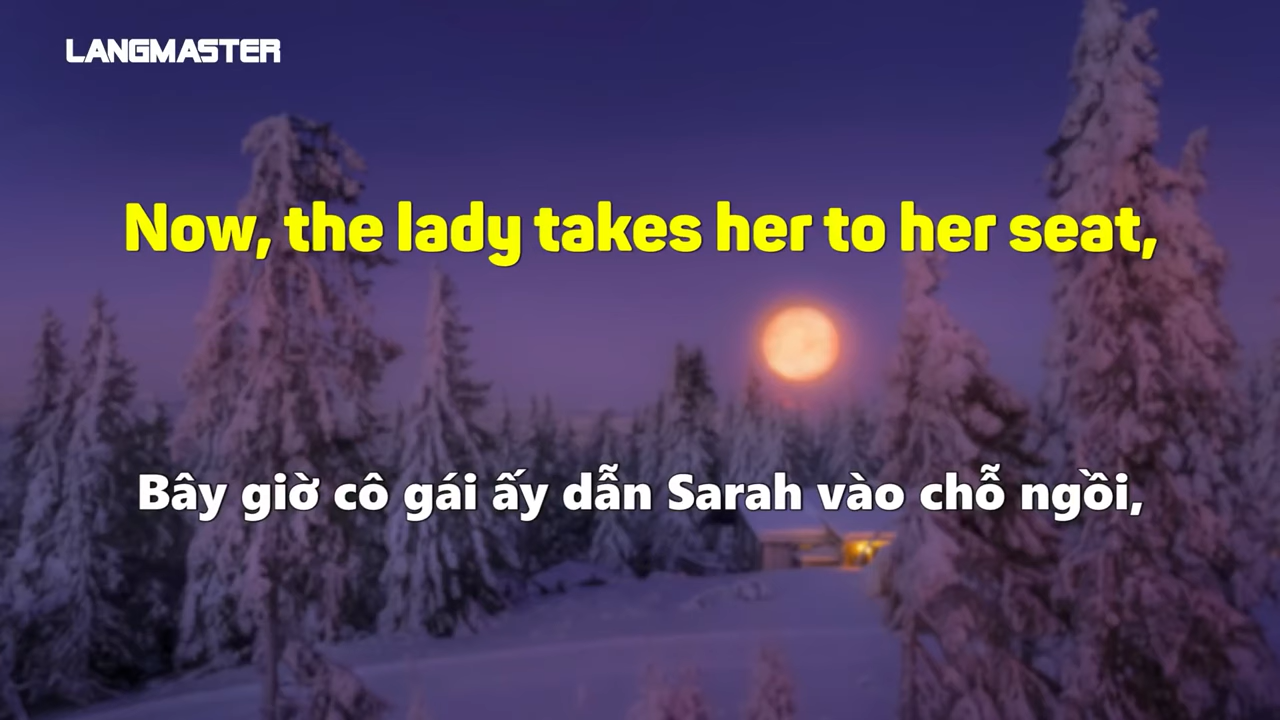 LANGMASTER
Now, the lady takes her to her seat,
Bây giờ cô gái ấy dẫn Sarah vào chỗ ngồi,